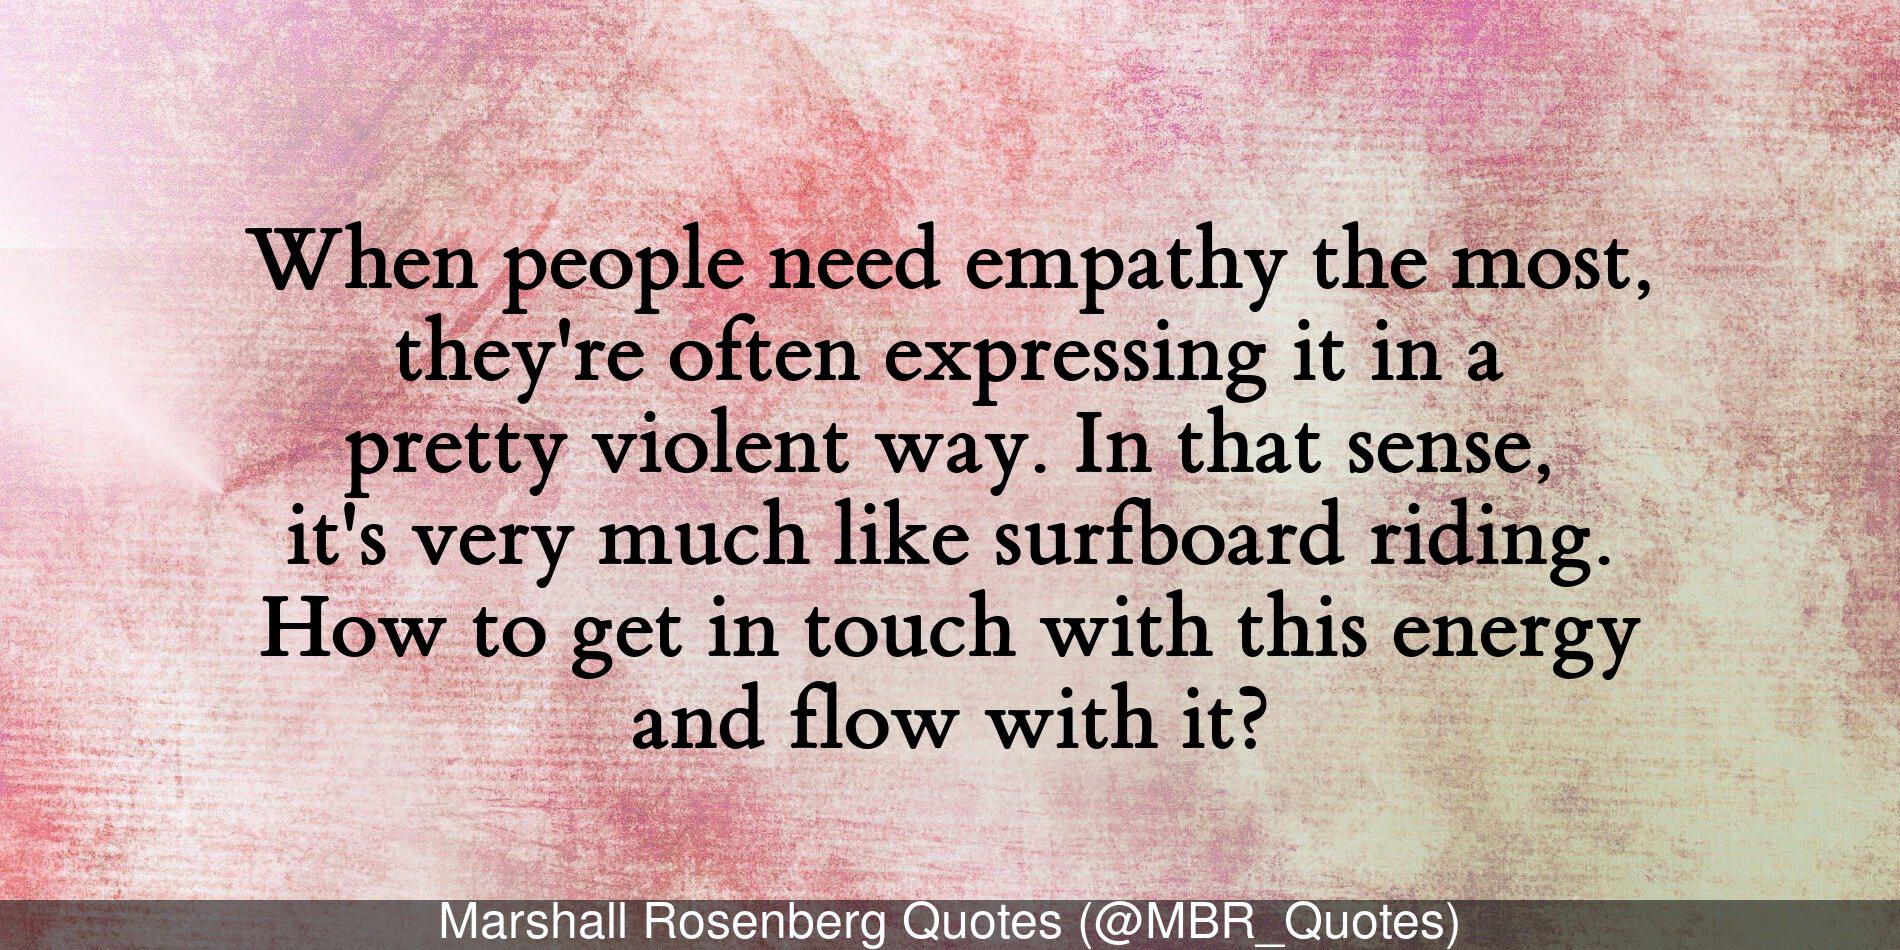 When people need empathy the most,
they're often expressing it in a
pretty violent way. In that sense,
it's very much like surfboard riding.
How to get in touch with this energy
and flow with it?
Marshall Rosenberg Quotes (@MBR_Quotes)